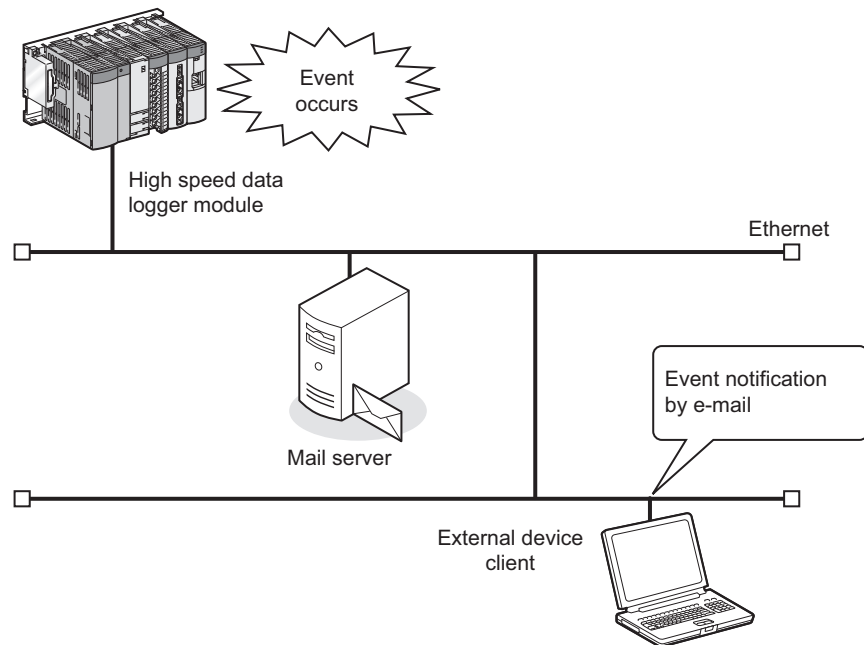 Event
occurs
High speed data
logger module
Ethernet
Event notification
by e-mail
Mail server
External device
client